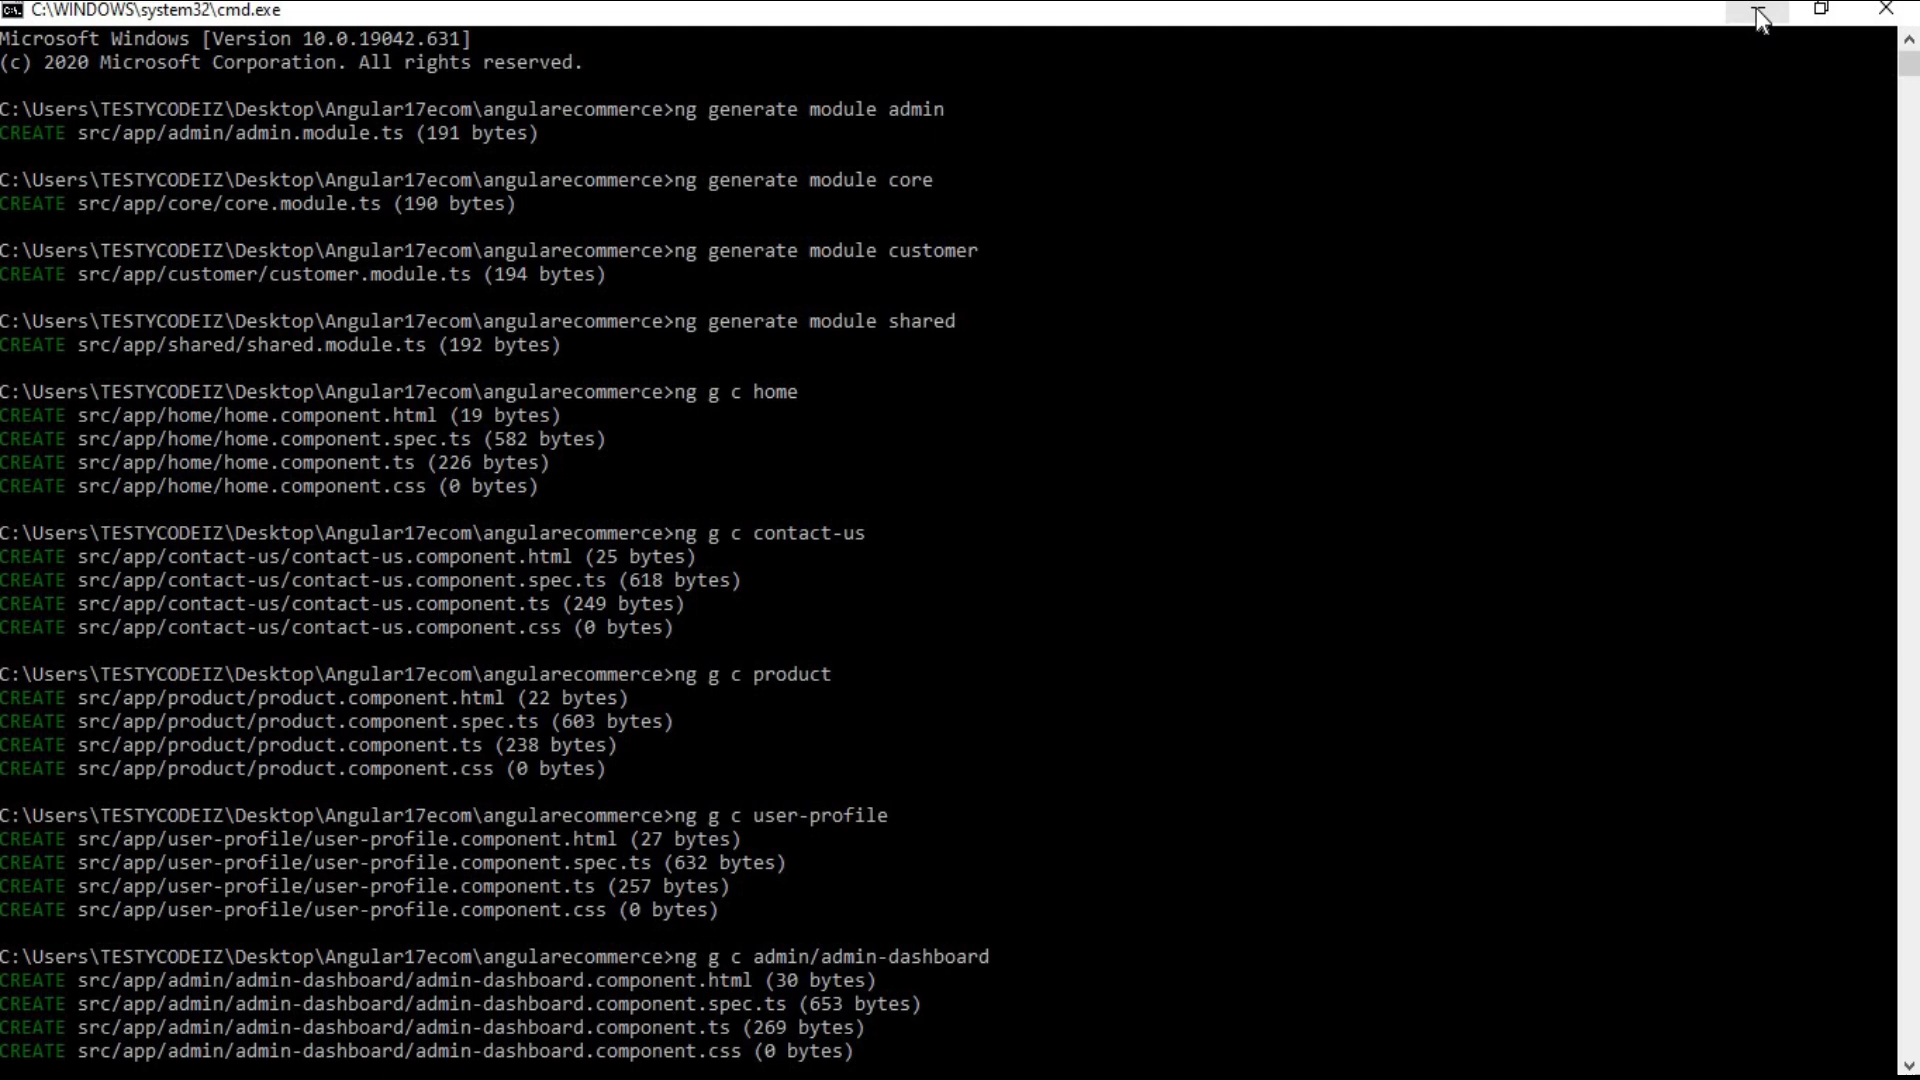 C:\WINDOWS\system32\cmd.exe
Microsoft Windows [Version 10.0.19042.631]
(c) 2020 Microsoft Corporation. All rights reserved.
C:\Users\TESTYCODEIZ\Desktop\Angular17ecom\angularecommerce>ng generate module admin
CREATE src/app/admin/admin.module.ts (191 bytes)
C:\Users\TESTYCODEIZ\Desktop\Angular17ecom\angularecommerce>ng generate module core
CREATE src/app/core/core.module.ts (190 bytes)
C:\Users\TESTYCODEIZ\Desktop\Angular17ecom\angularecommerce>ng generate module customer
CREATE src/app/customer/customer.module.ts (194 bytes)
C:\Users\TESTYCODEIZ\Desktop\Angular17ecom\angularecommerce>ng generate module shared
CREATE src/app/shared/shared.module.ts (192 bytes)
C:\Users\TESTYCODEIZ\Desktop\Angular17ecom\angularecommerce>ng g c home
CREATE src/app/home/home.component.html (19 bytes)
CREATE src/app/home/home.component.spec.ts (582 bytes)
CREATE src/app/home/home.component.ts (226 bytes)
CREATE src/app/home/home.component.css (0 bytes)
C:\Users\TESTYCODEIZ\Desktop\Angular17ecom\angularecommerce>ng g c contact-us
CREATE src/app/contact-us/contact-us.component.html (25 bytes)
CREATE src/app/contact-us/contact-us.component.spec.ts (618 bytes)
CREATE src/app/contact-us/contact-us.component.ts (249 bytes)
CREATE src/app/contact-us/contact-us.component.css (0 bytes)
C:\Users\TESTYCODEIZ\Desktop\Angular17ecom\angularecommerce>ng g c product
CREATE src/app/product/product.component.html (22 bytes)
CREATE src/app/product/product.component.spec.ts (603 bytes)
CREATE src/app/product/product.component.ts (238 bytes)
CREATE src/app/product/product.component.css (0 bytes)
C:\Users\TESTYCODEIZ\Desktop\Angular17ecom\angularecommerce>ng g c user-profile
CREATE src/app/user-profile/user-profile.component.html (27 bytes)
CREATE src/app/user-profile/user-profile.component.spec.ts (632 bytes)
CREATE src/app/user-profile/user-profile.component.ts (257 bytes)
CREATE src/app/user-profile/user-profile.component.css (0 bytes)
C:\Users\TESTYCODEIZ\Desktop\Angular17ecom\angularecommerce>ng g c admin/admin-dashboard
CREATE src/app/admin/admin-dashboard/admin-dashboard.component.html (30 bytes)
CREATE src/app/admin/admin-dashboard/admin-dashboard.component.spec.ts (653 bytes)
CREATE src/app/admin/admin-dashboard/admin-dashboard.component.ts (269 bytes)
CREATE src/app/admin/admin-dashboard/admin-dashboard.component.css (0 bytes)